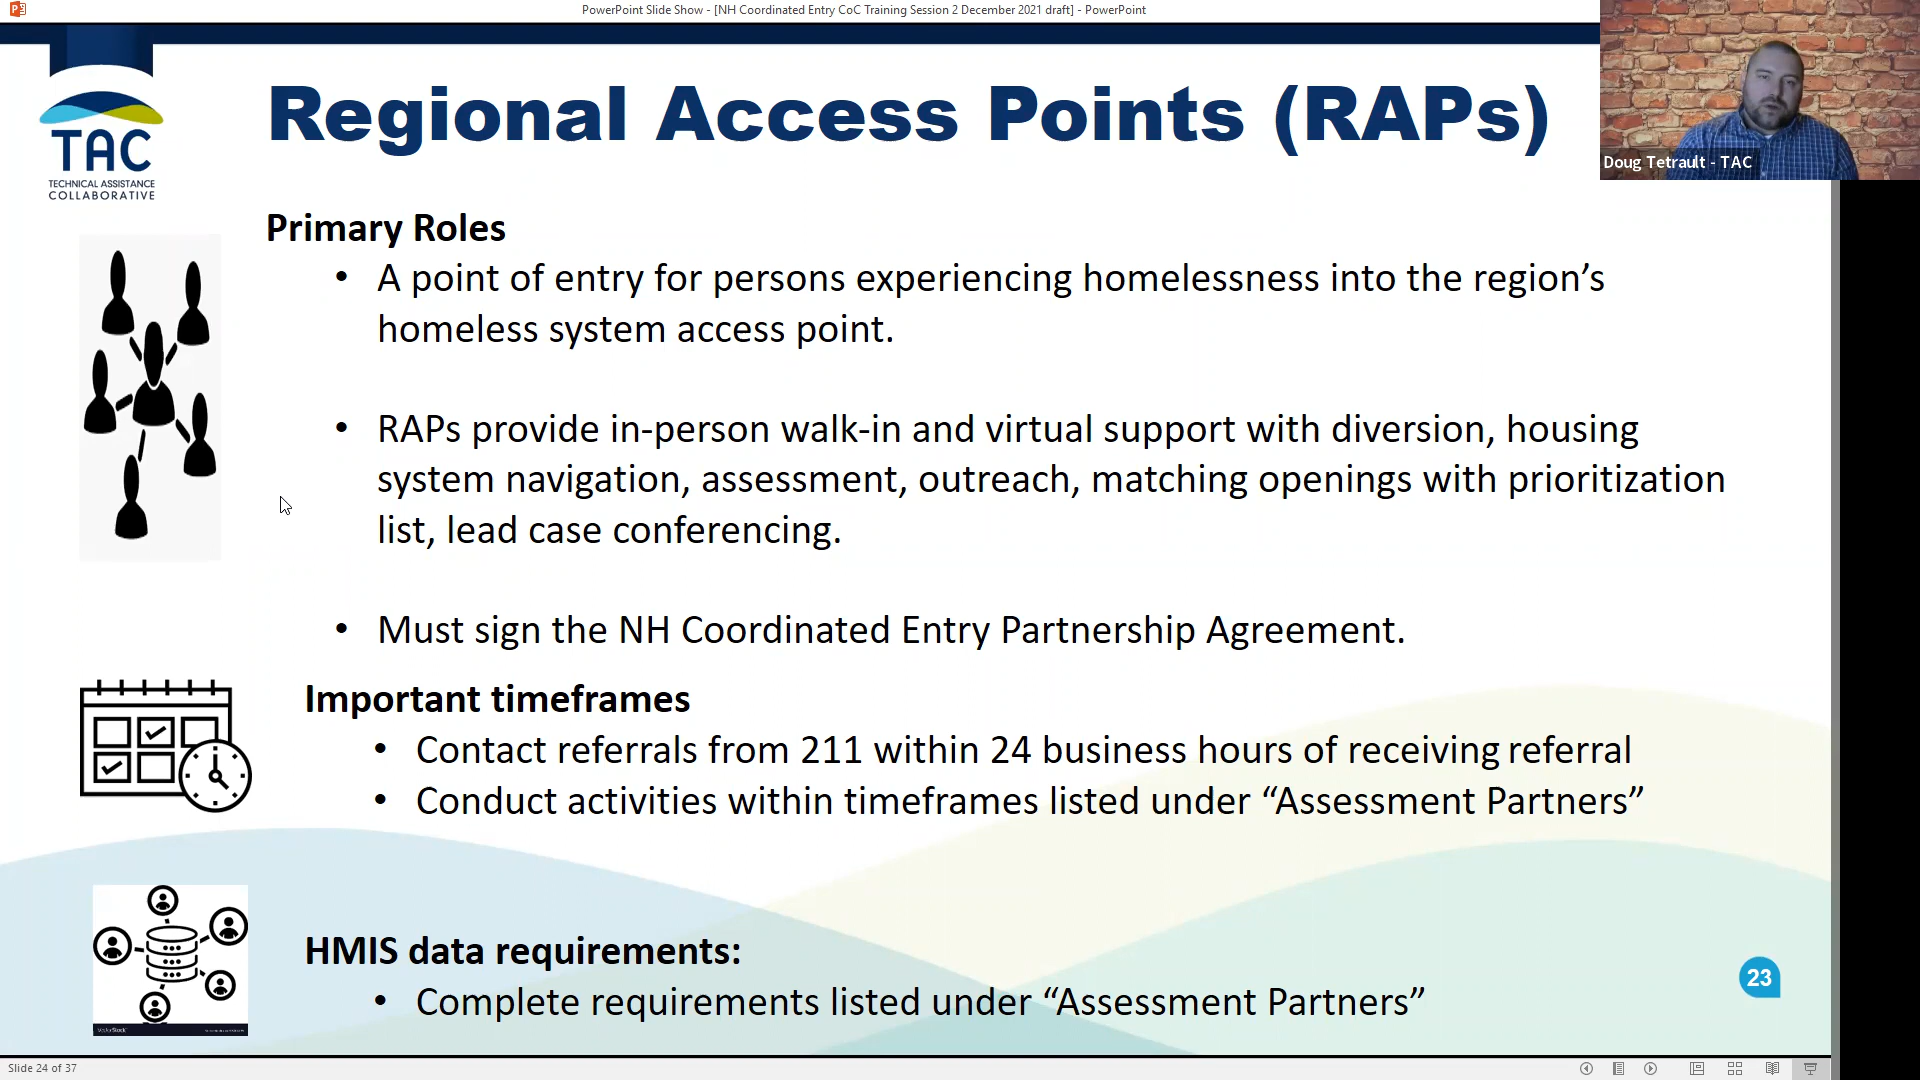 PowerPoint Slide Show - [NH Coordinated Entry CoC Training Session 2 December 2021 draft] - PowerPoint
Regional Access Points (RAPs)
Doug Tetrault - TAC
TAC
TECHNICAL ASSISTANCE
COLLABORATIVE
Primary Roles
• A point of entry for persons experiencing homelessness into the region’s
homeless system access point.
• RAPs provide in-person walk-in and virtual support with diversion, housing
system navigation, assessment, outreach, matching openings with prioritization
list, lead case conferencing.
• Must sign the NH Coordinated Entry Partnership Agreement.
Important timeframes
• Contact referrals from 211 within 24 business hours of receiving referral
• Conduct activities within timeframes listed under “Assessment Partners”
HMIS data requirements:
• Complete requirements listed under “Assessment Partners”
23
VectorStock
Slide 24 of 37